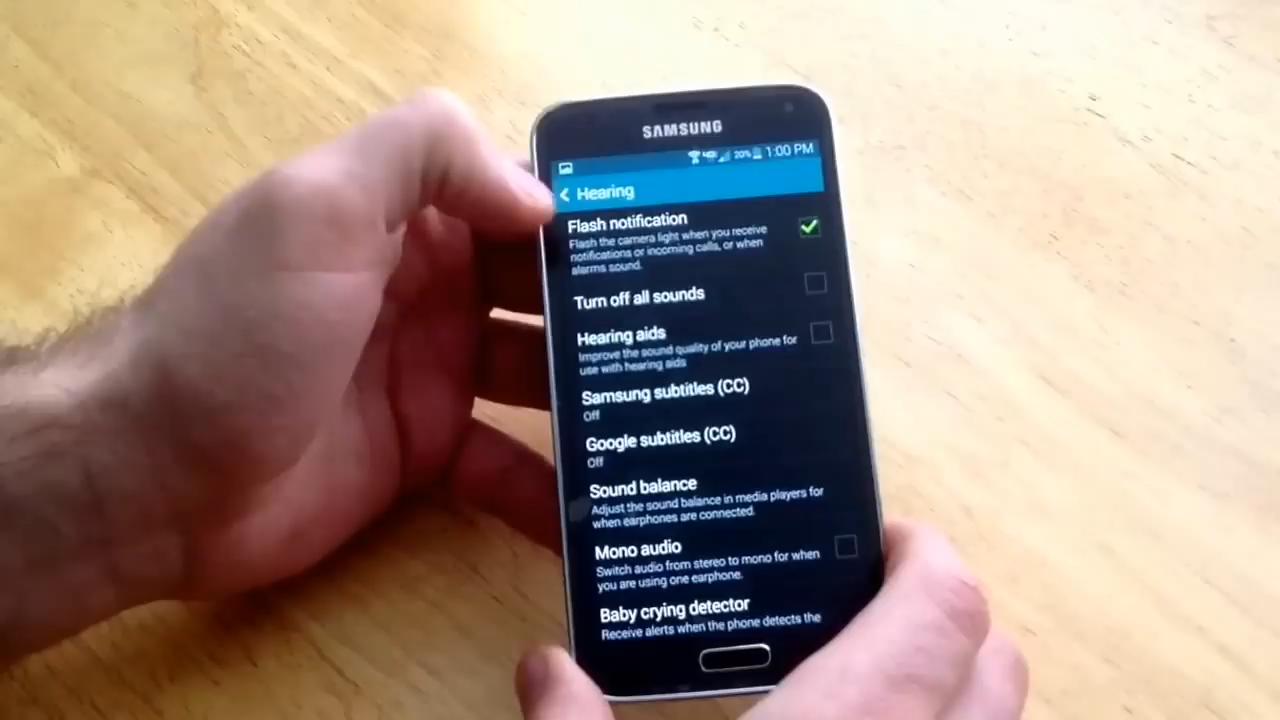 SAMSUNG
20% 1:00 PM
Hearing
Flash notification
Flash the camera light when you receive
notifications or incoming calls, or when
alarms sound.
Turn off all sounds
Hearing aids
Improve the sound quality of your phone for
use with hearing aids
Samsung subtitles (CC)
Off
Google subtitles (CC)
Off
Sound balance
Adjust the sound balance in media players for
when earphones are connected.
Mono audio
Switch audio from stereo to mono for when
you are using one earphone.
Baby crying detector
Receive alerts when the phone detects the